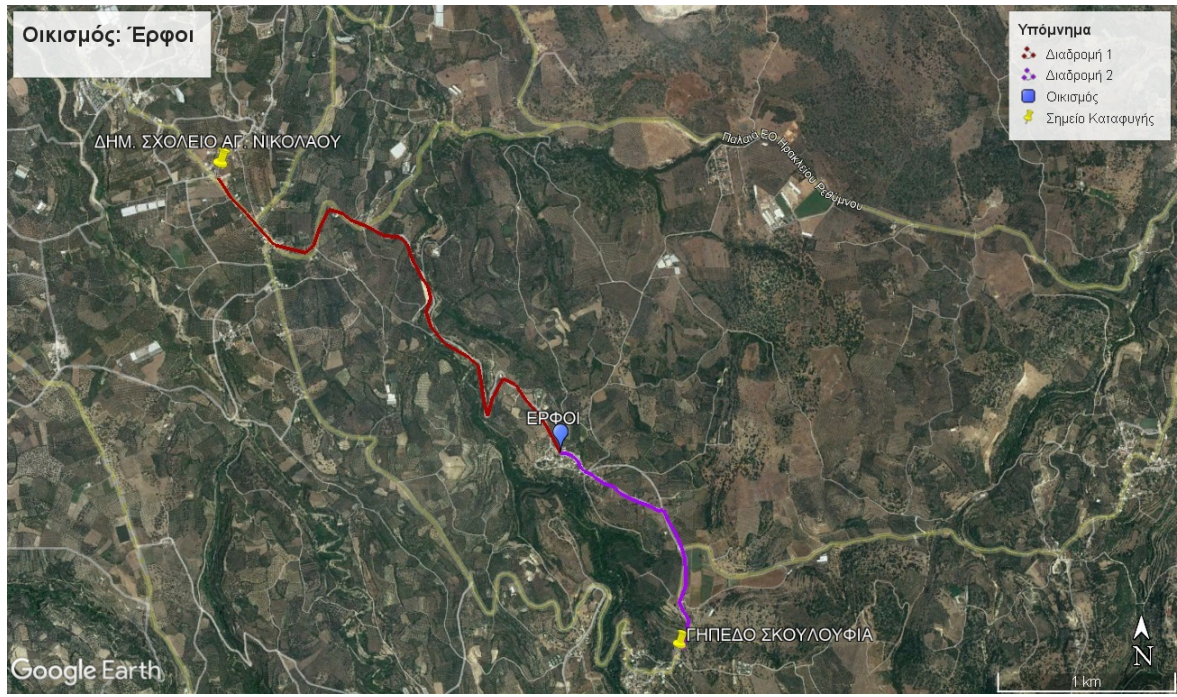 Οικισμός: Έρφοι
Υπόμνημα
Διαδρομή 1
Διαδρομή 2
Οικισμός
Σημείο Καταφυγής
ΔΗΜ. ΣΧΟΛΕΙΟ ΑΓ. ΝΙΚΟΛΑΟΥ
Παλαιά ΕΟ Ηρακλείου Ρεθύμνου
ΕΡΦΟΙ
ΓΗΠΕΔΟ ΣΚΟΥΛΟΥΦΙΑ
Google Earth
N
1 km